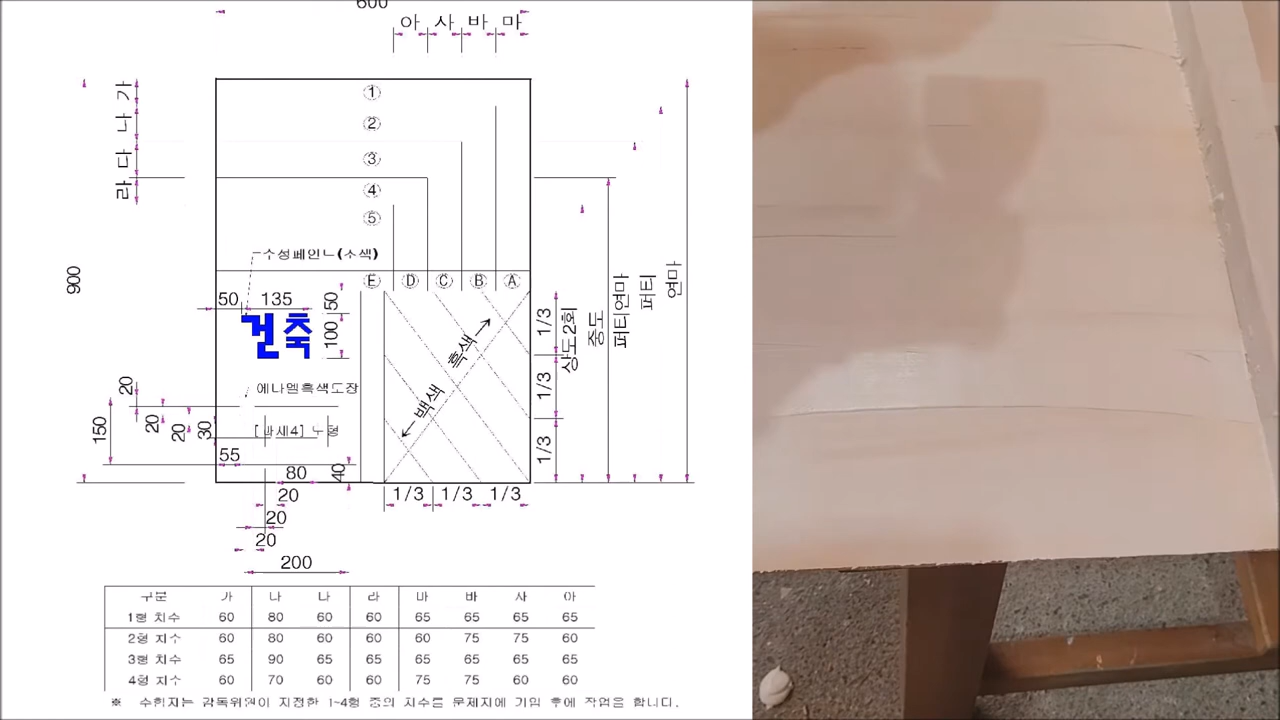 600
아 사 바 마
가
나
다
라
①
②
③
④
⑤
E D C B A
900
50 135 50
건축
100
에나멜흑색도장
20
20
20
150
30
55
80
40
20
20
20
200
흑색
백색
1/3
1/3
1/3
1/3 1/3 1/3
상도2회
중도
퍼티연마
퍼티
연마
구분 가 나 라 마 바 사 아
1형 치수 60 80 60 60 65 65 65 65
2형 치수 60 80 60 60 60 75 75 60
3형 치수 65 90 65 65 65 65 65 65
4형 치수 60 70 60 60 75 75 60 60
※ 수험자는 감독위원이 지정한 1~4형 중의 치수를 문제지에 기입 후에 작업을 합니다.